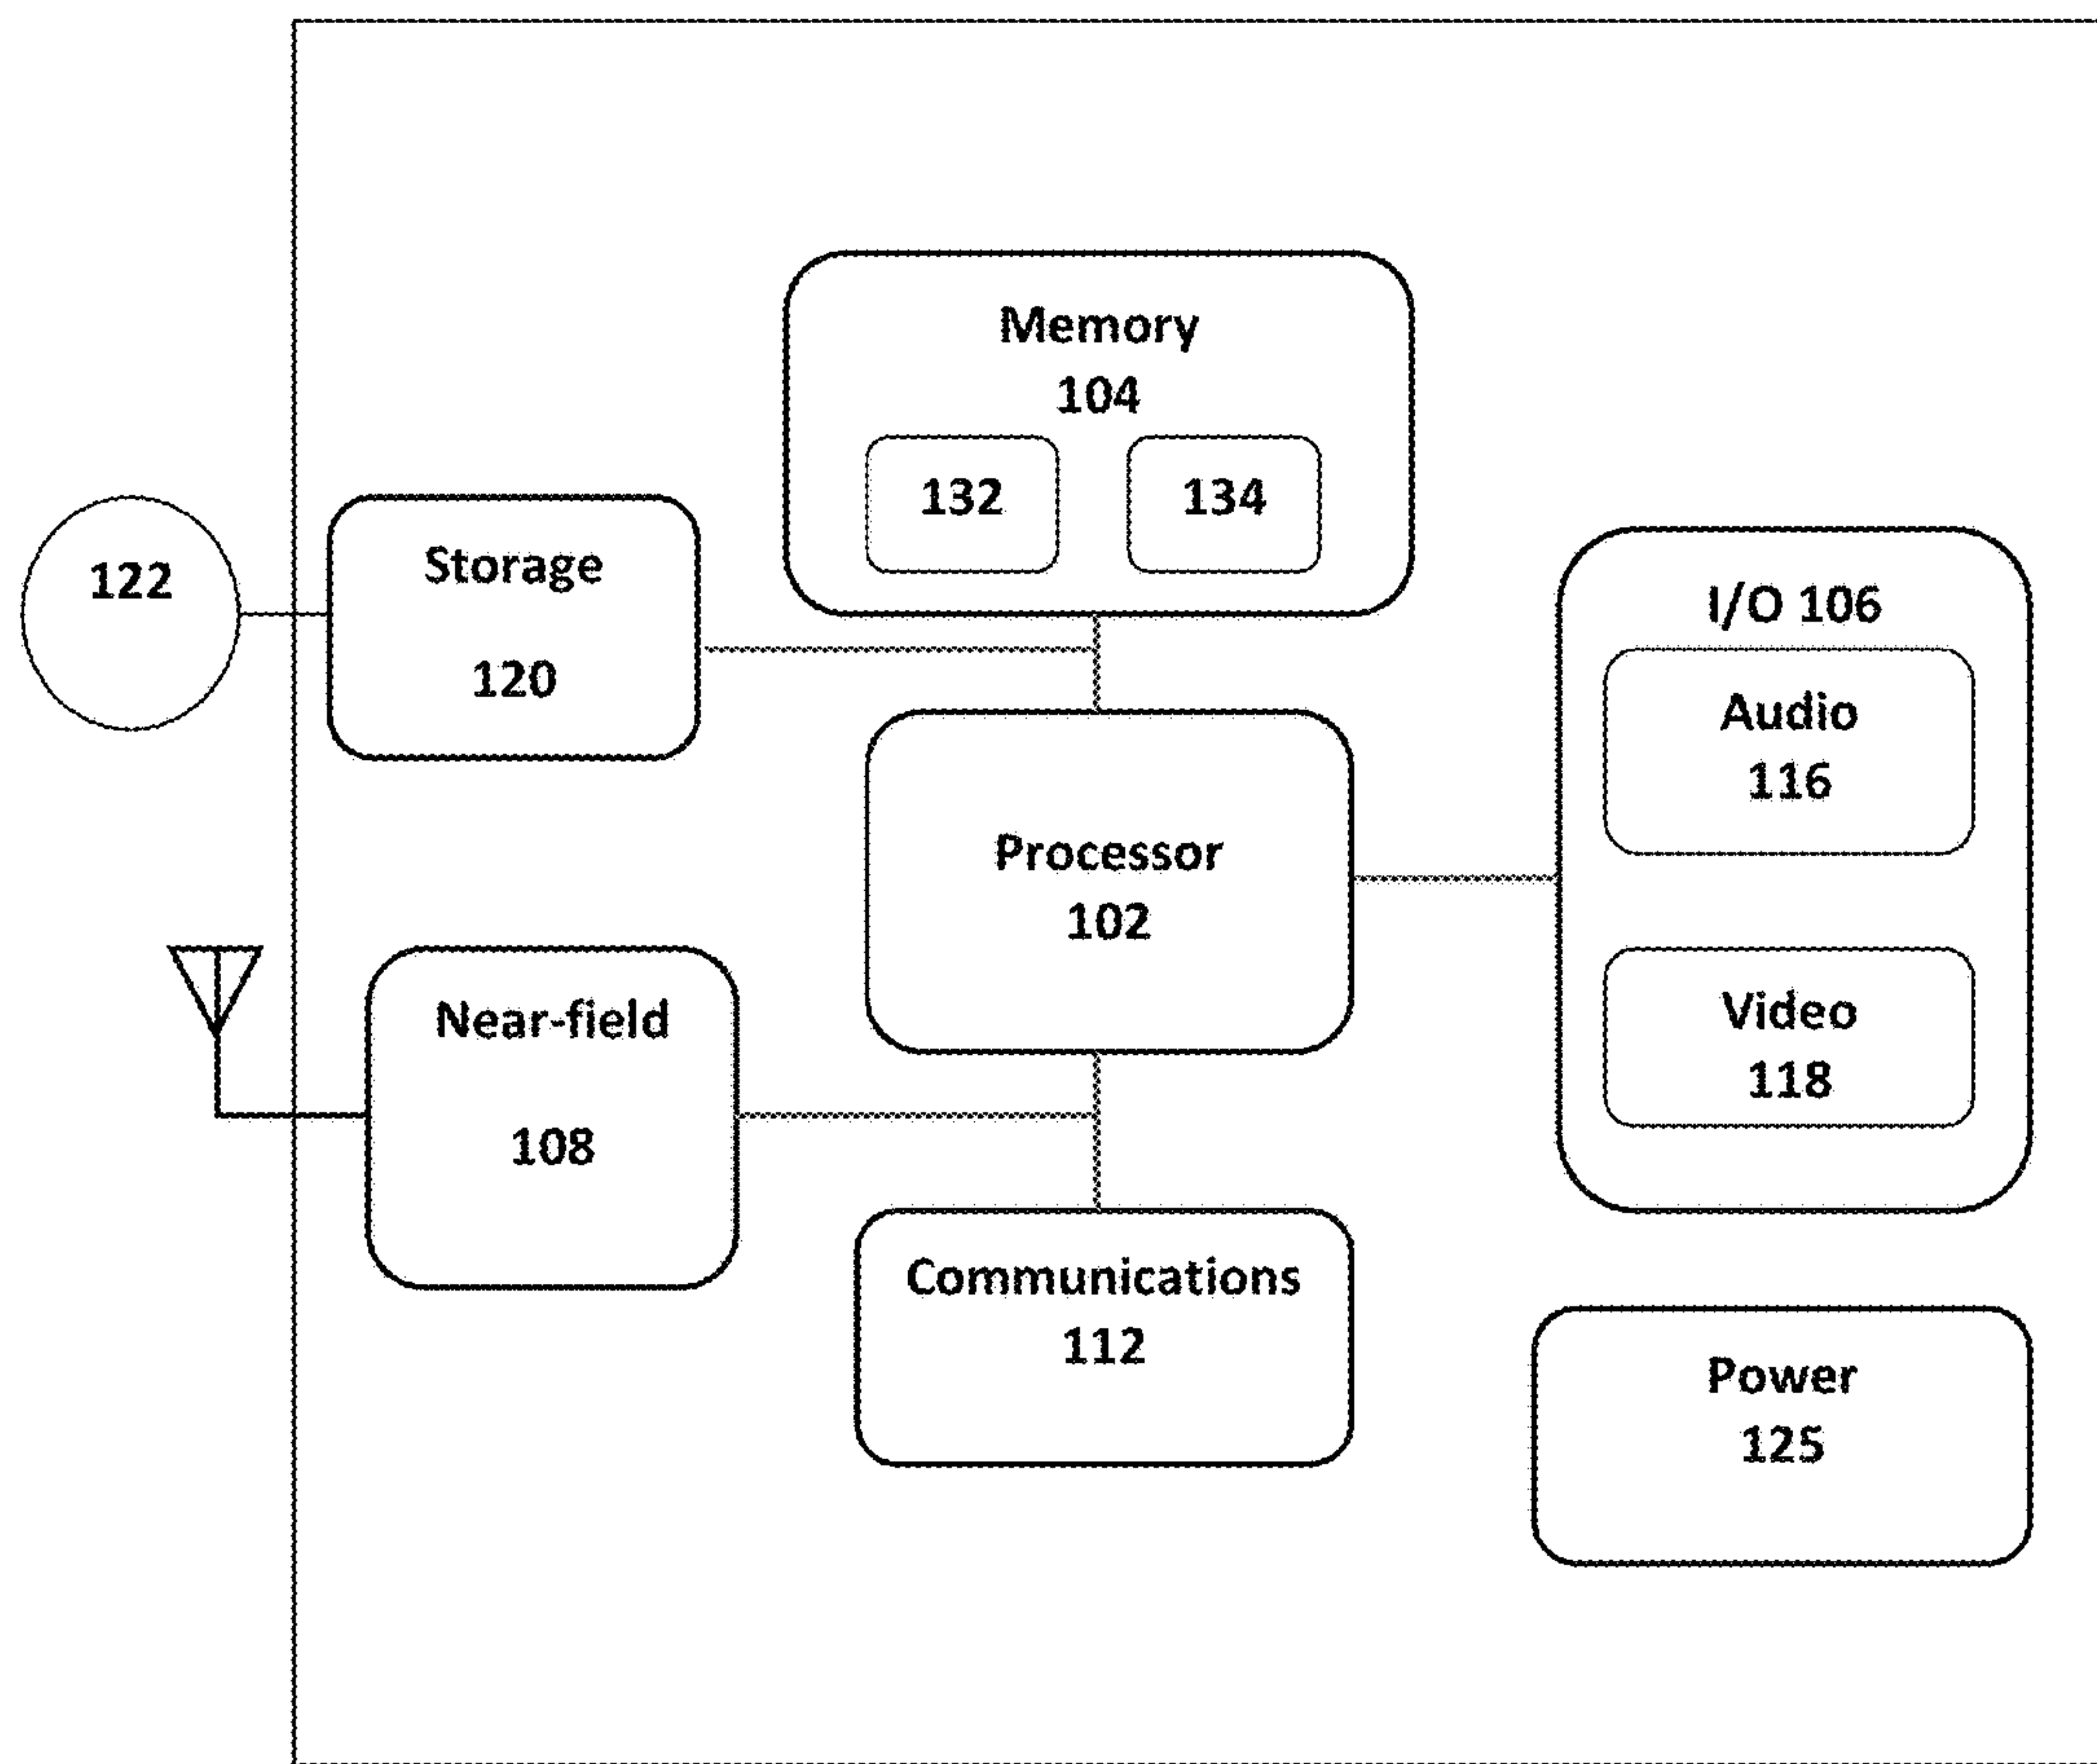 Memory
104
132
134
122
Storage
120
I/O 106
Audio
116
Processor
102
Near-field
108
Video
118
Communications
112
Power
125